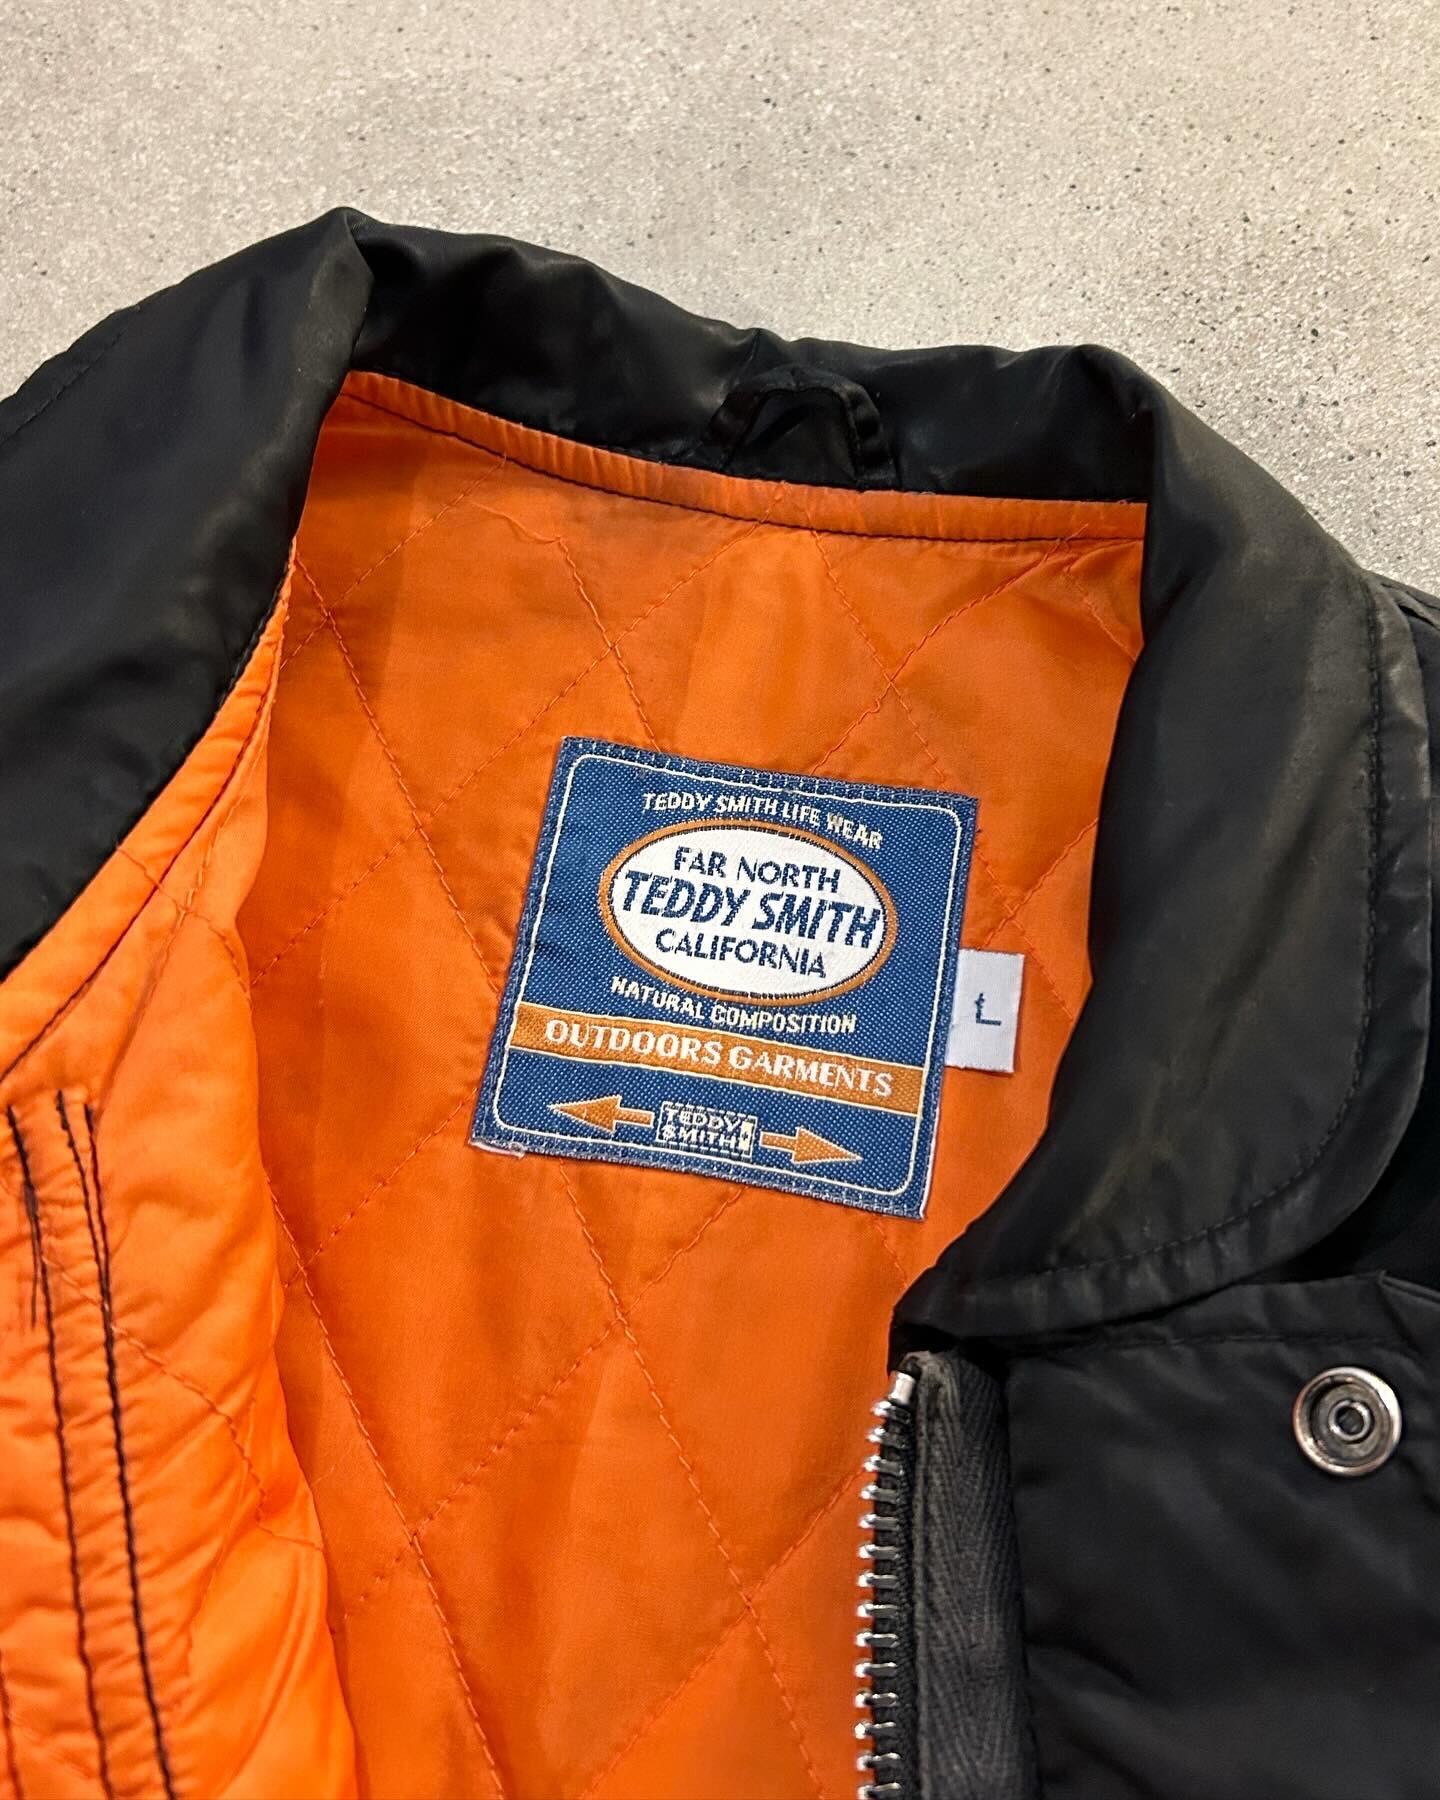 TEDDY SMITH LIFE WEAR
FAR NORTH
TEDDY SMITH
CALIFORNIA
NATURAL COMPOSITION
OUTDOORS GARMENTS
TEDDY
SMITH
L